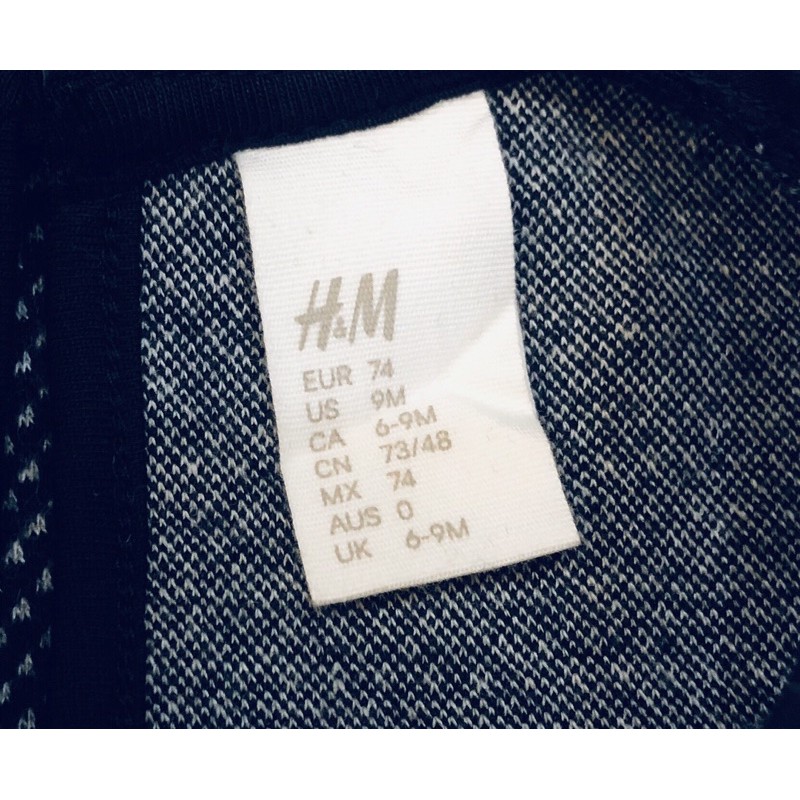 H&M
EUR 74
US 9M
CA 6-9M
CN 73/48
MX 74
AUS 0
UK 6-9M